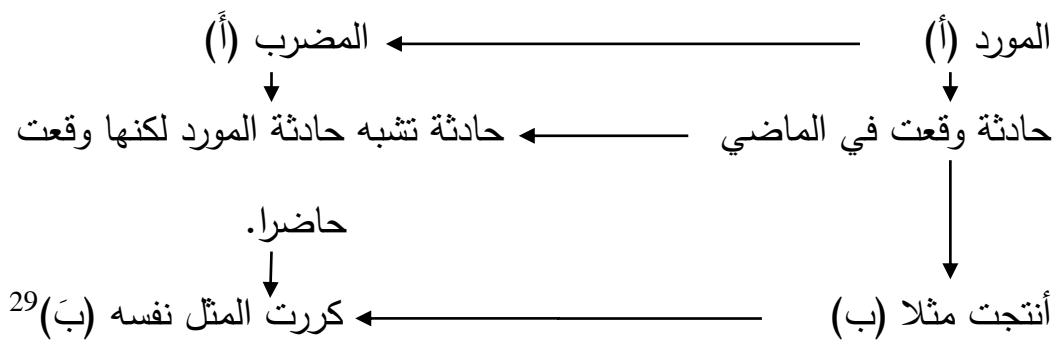 المورد (أ) المضرب (أَ)
حادثة وقعت في الماضي حادثة تشبه حادثة المورد لكنها وقعت
حاضرا.
أنتجت مثلا (ب) كررت المثل نفسه (بَ)29